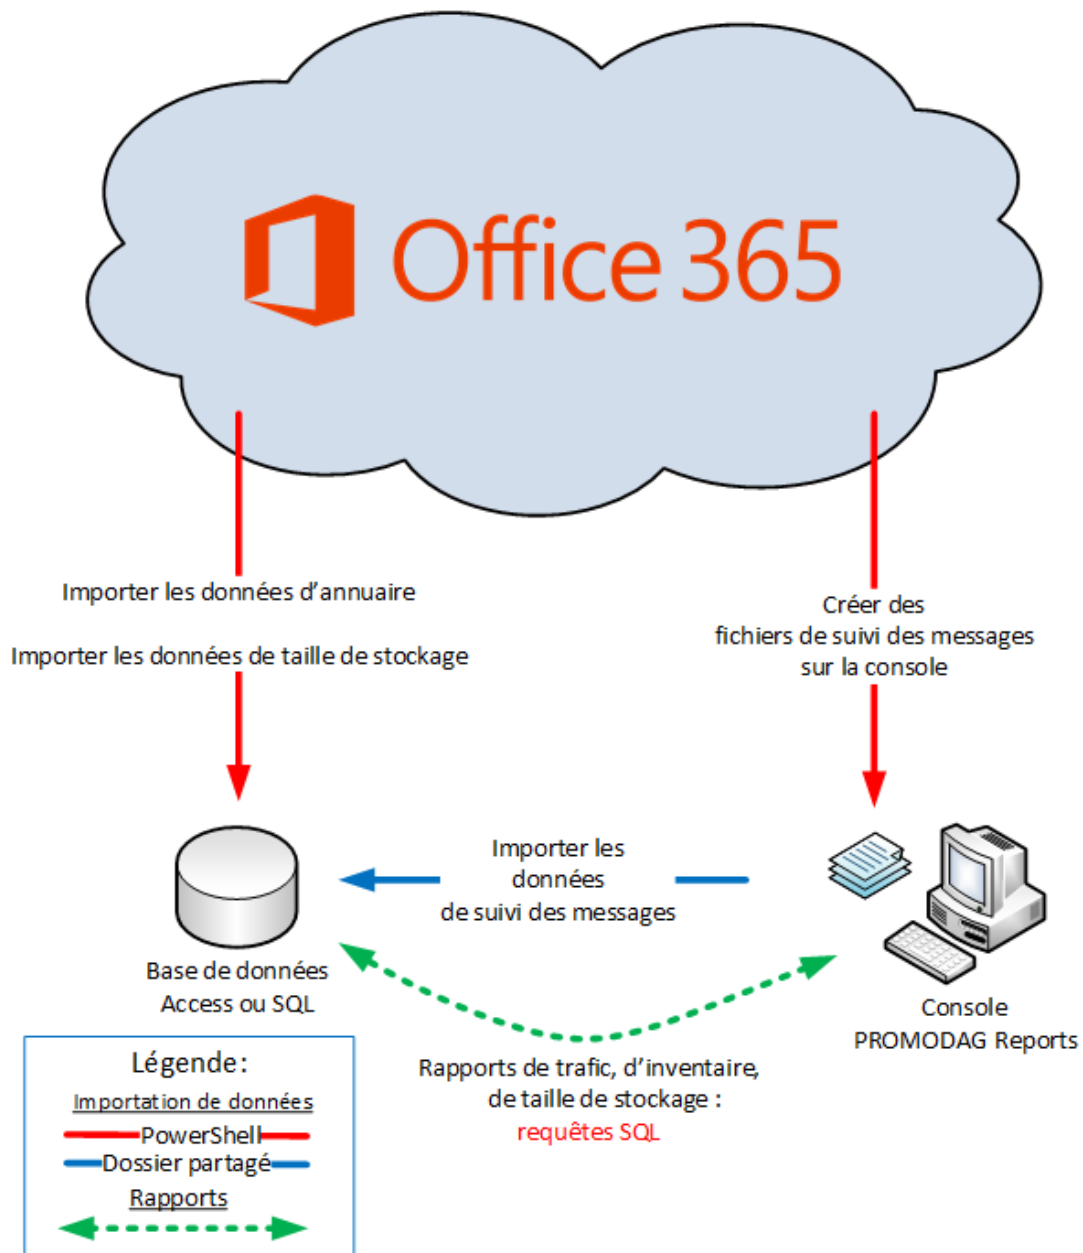 Office 365
Importer les données d'annuaire
Importer les données de taille de stockage
Créer des
fichiers de suivi des messages
sur la console
Importer les
données
de suivi des messages
Base de données
Access ou SQL
Console
PROMODAG Reports
Rapports de trafic, d'inventaire,
de taille de stockage :
requêtes SQL
Légende :
Importation de données
PowerShell
Dossier partagé
Rapports